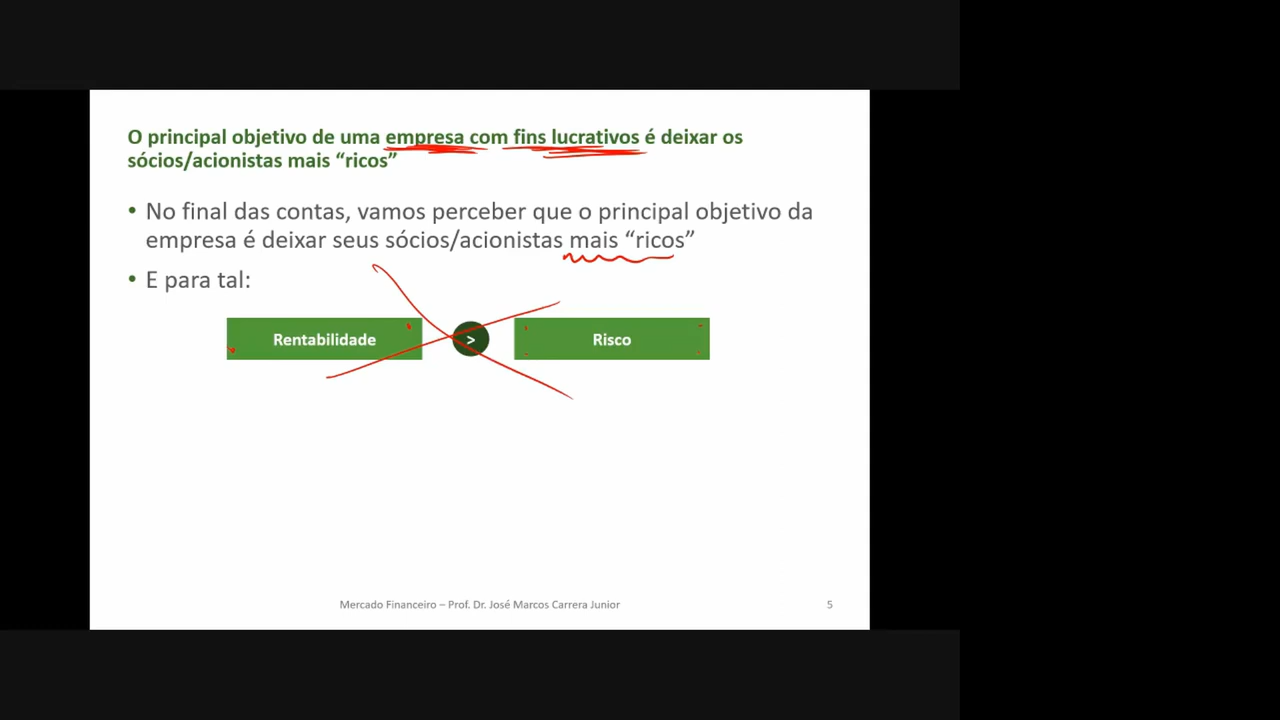 O principal objetivo de uma empresa com fins lucrativos é deixar os
sócios/acionistas mais “ricos”
• No final das contas, vamos perceber que o principal objetivo da
empresa é deixar seus sócios/acionistas mais “ricos”
• E para tal:
Rentabilidade > Risco
Mercado Financeiro – Prof. Dr. José Marcos Carrera Junior 5